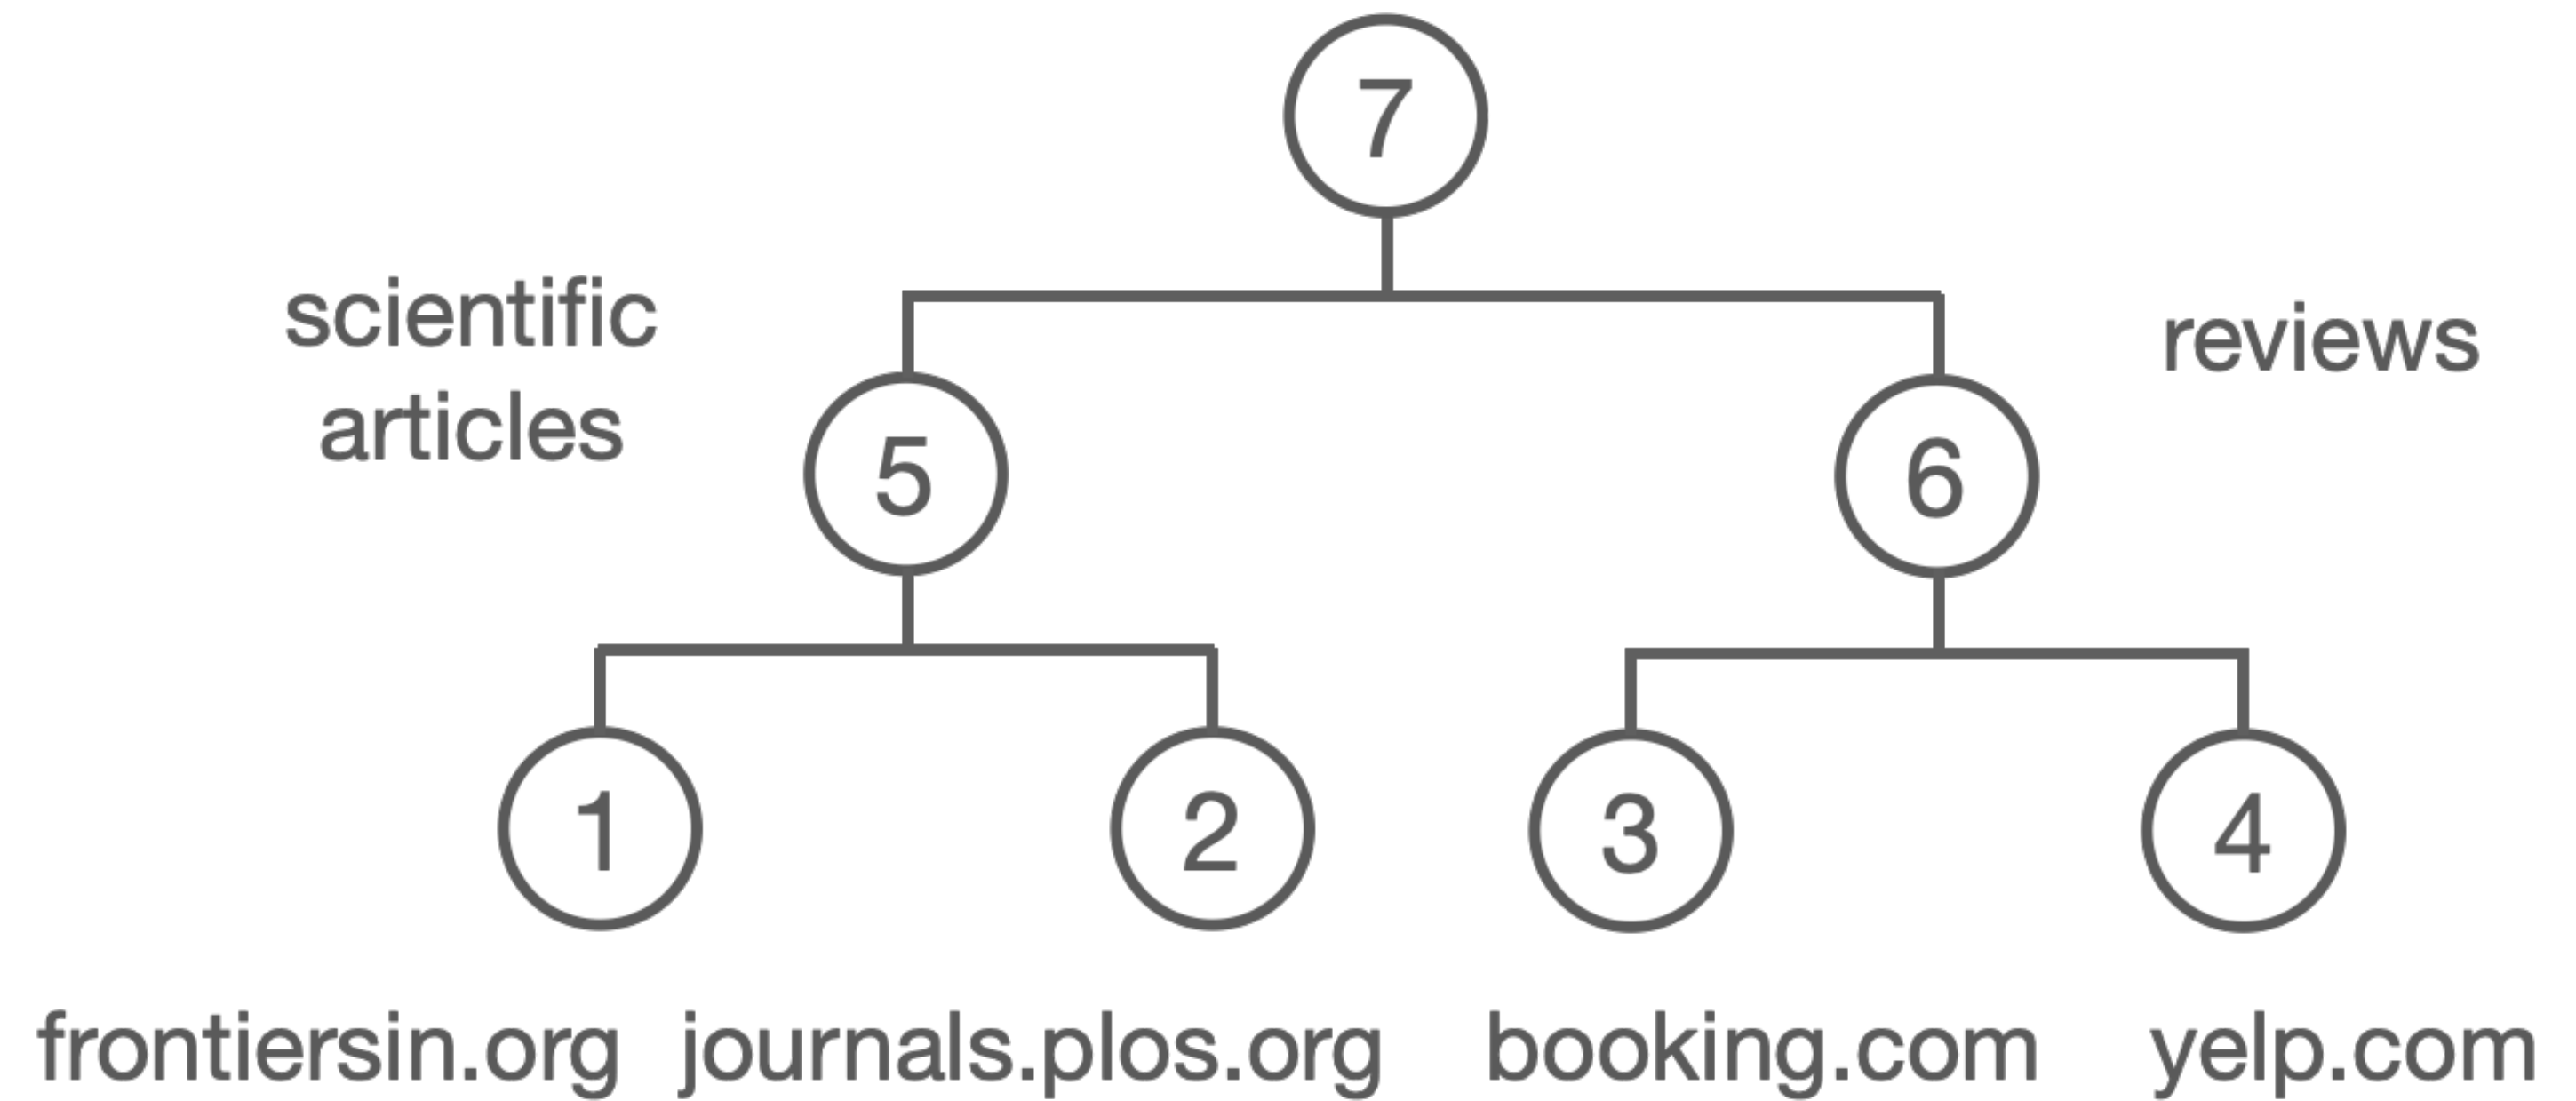 7
scientific
articles
reviews
5
6
1
2
3
4
frontiersin.org
journals.plos.org
booking.com
yelp.com